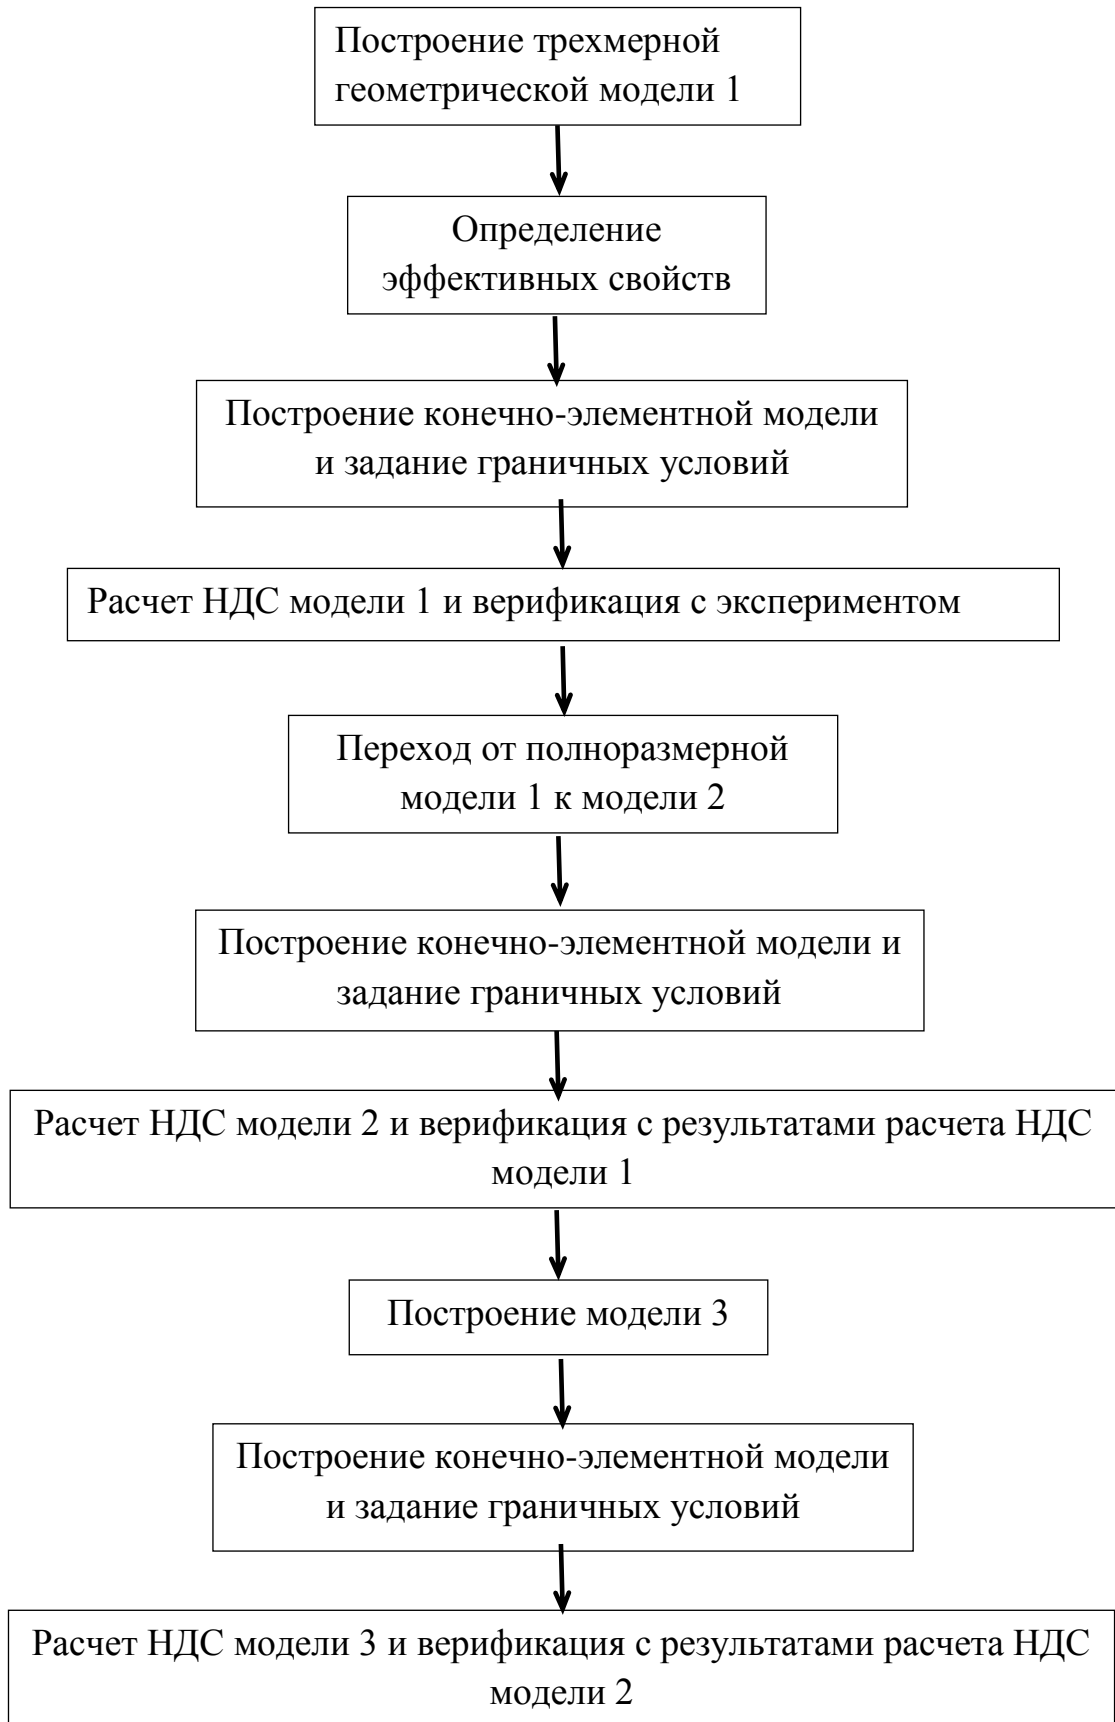 Построение трехмерной
геометрической модели 1
Определение
эффективных свойств
Построение конечно-элементной модели
и задание граничных условий
Расчет НДС модели 1 и верификация с экспериментом
Переход от полноразмерной
модели 1 к модели 2
Построение конечно-элементной модели и
задание граничных условий
Расчет НДС модели 2 и верификация с результатами расчета НДС
модели 1
Построение модели 3
Построение конечно-элементной модели
и задание граничных условий
Расчет НДС модели 3 и верификация с результатами расчета НДС
модели 2